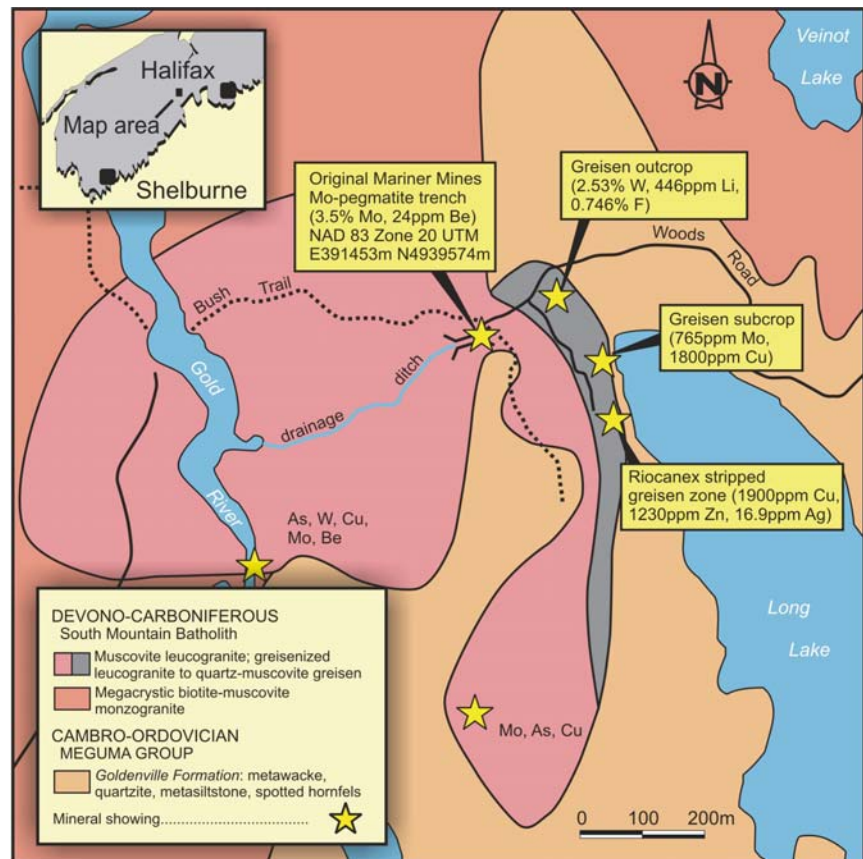 Halifax
Map area
Shelburne
Veinot
Lake
N
Original Mariner Mines
Mo-pegmatite trench
(3.5% Mo, 24ppm Be)
NAD 83 Zone 20 UTM
E391453m N4939574m
Greisen outcrop
(2.53% W, 446ppm Li,
0.746% F)
Woods
Road
Bush
Trail
Greisen subcrop
(765ppm Mo,
1800ppm Cu)
Gold
River
drainage
ditch
Riocanex stripped
greisen zone (1900ppm Cu,
1230ppm Zn, 16.9ppm Ag)
As, W, Cu,
Mo, Be
Long
Lake
Mo, As, Cu
DEVONO-CARBONIFEROUS
South Mountain Batholith
Muscovite leucogranite; greisenized
leucogranite to quartz-muscovite greisen
Megacrystic biotite-muscovite
monzogranite
CAMBRO-ORDOVICIAN
MEGUMA GROUP
Goldenville Formation: metawacke,
quartzite, metasiltstone, spotted hornfels
Mineral showing..................................
0 100 200m